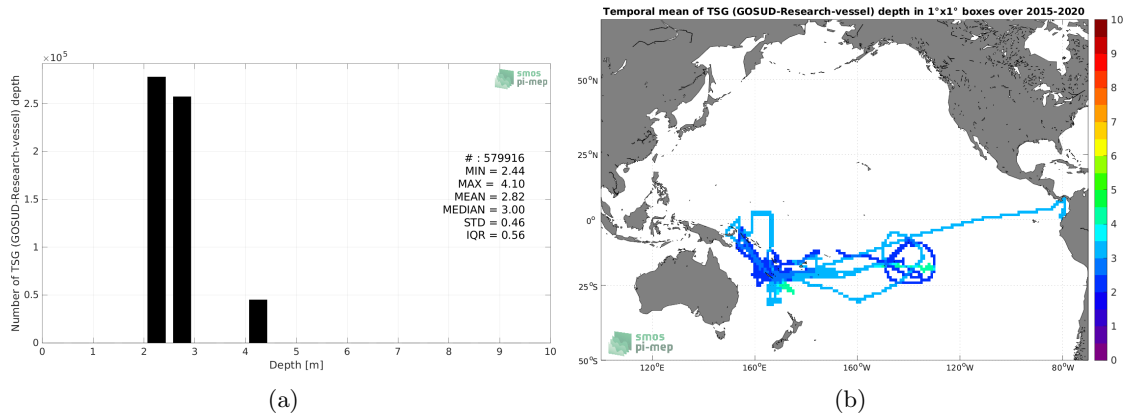 ×10⁵
2.5
2
1.5
1
0.5
0
Number of TSG (GOSUD-Research-vessel) depth
smos
pi-mep
# : 579916
MIN = 2.44
MAX = 4.10
MEAN = 2.82
MEDIAN = 3.00
STD = 0.46
IQR = 0.56
0 1 2 3 4 5 6 7 8 9 10
Depth [m]
(a)
Temporal mean of TSG (GOSUD-Research-vessel) depth in 1°x1° boxes over 2015-2020
50°N
25°N
0°
25°S
50°S
smos
pi-mep
120°E 160°E 160°W 120°W 80°W
10
9
8
7
6
5
4
3
2
1
0
(b)